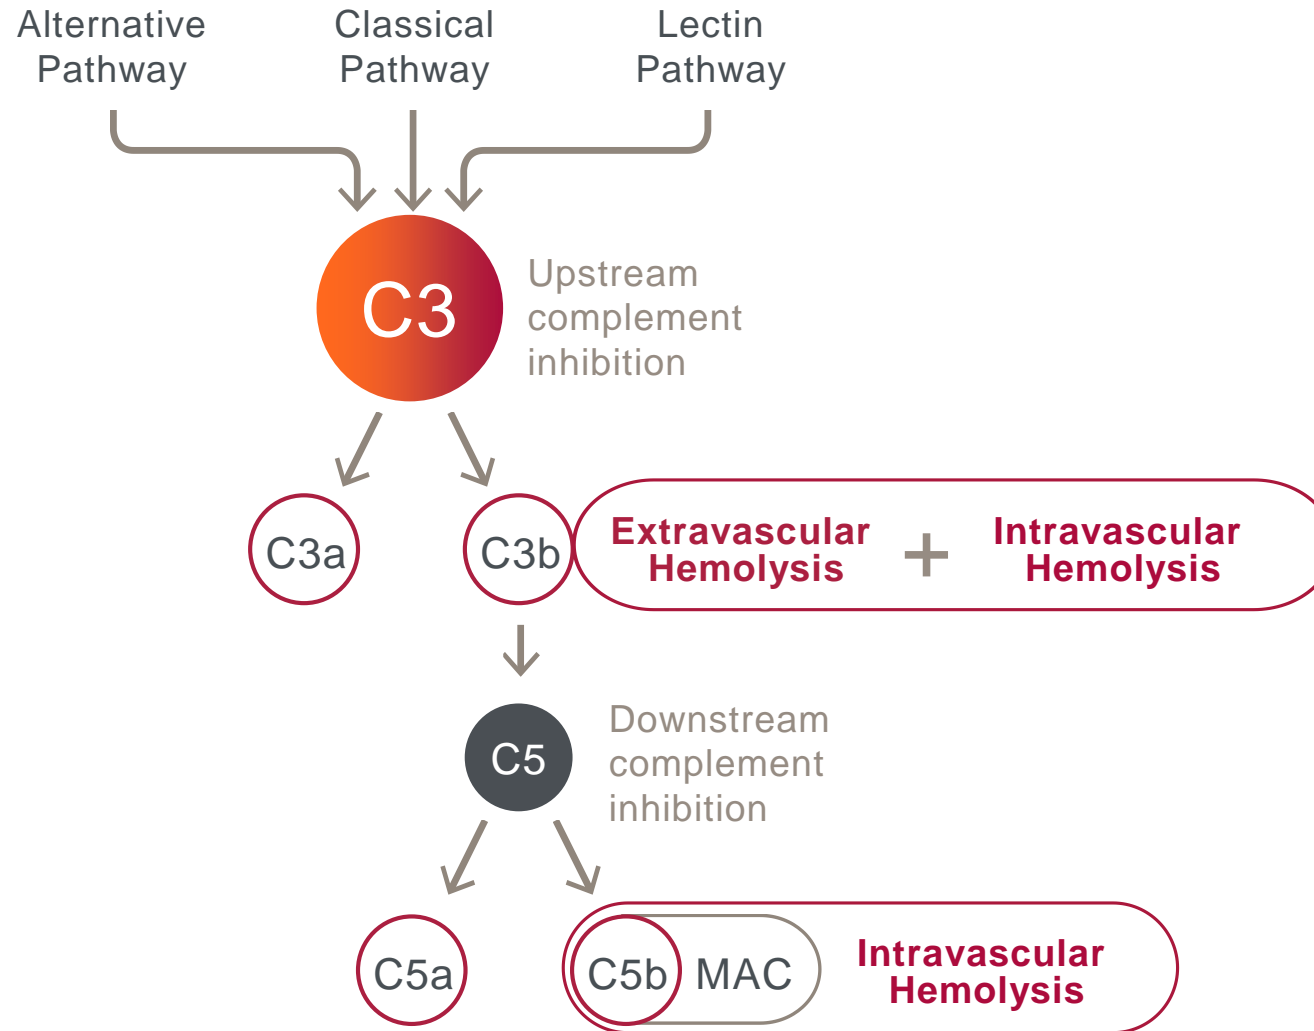 Alternative
Pathway
Classical
Pathway
Lectin
Pathway
C3
Upstream
complement
inhibition
C3a
C3b
Extravascular
Hemolysis
+
Intravascular
Hemolysis
C5
Downstream
complement
inhibition
C5a
C5b
MAC
Intravascular
Hemolysis